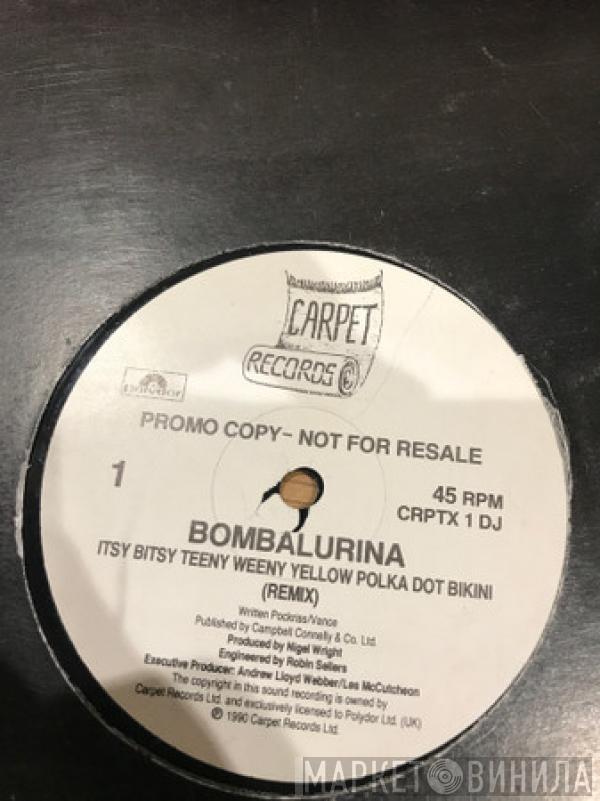 CARPET
RECORDS
polydor
PROMO COPY - NOT FOR RESALE
1
45 RPM
CRPTX 1 DJ
BOMBALURINA
ITSY BITSY TEENY WEENY YELLOW POLKA DOT BIKINI
(REMIX)
Written Pockriss/Vance
Published by Campbell Connelly & Co. Ltd.
Produced by Nigel Wright
Engineered by Robin Sellers
Executive Producer: Andrew Lloyd Webber/Les McCutcheon
The copyright in this sound recording is owned by
Carpet Records Ltd. and exclusively licensed to Polydor Ltd. (UK)
℗ 1990 Carpet Records Ltd.
МАРКЕТ ВИНИЛА